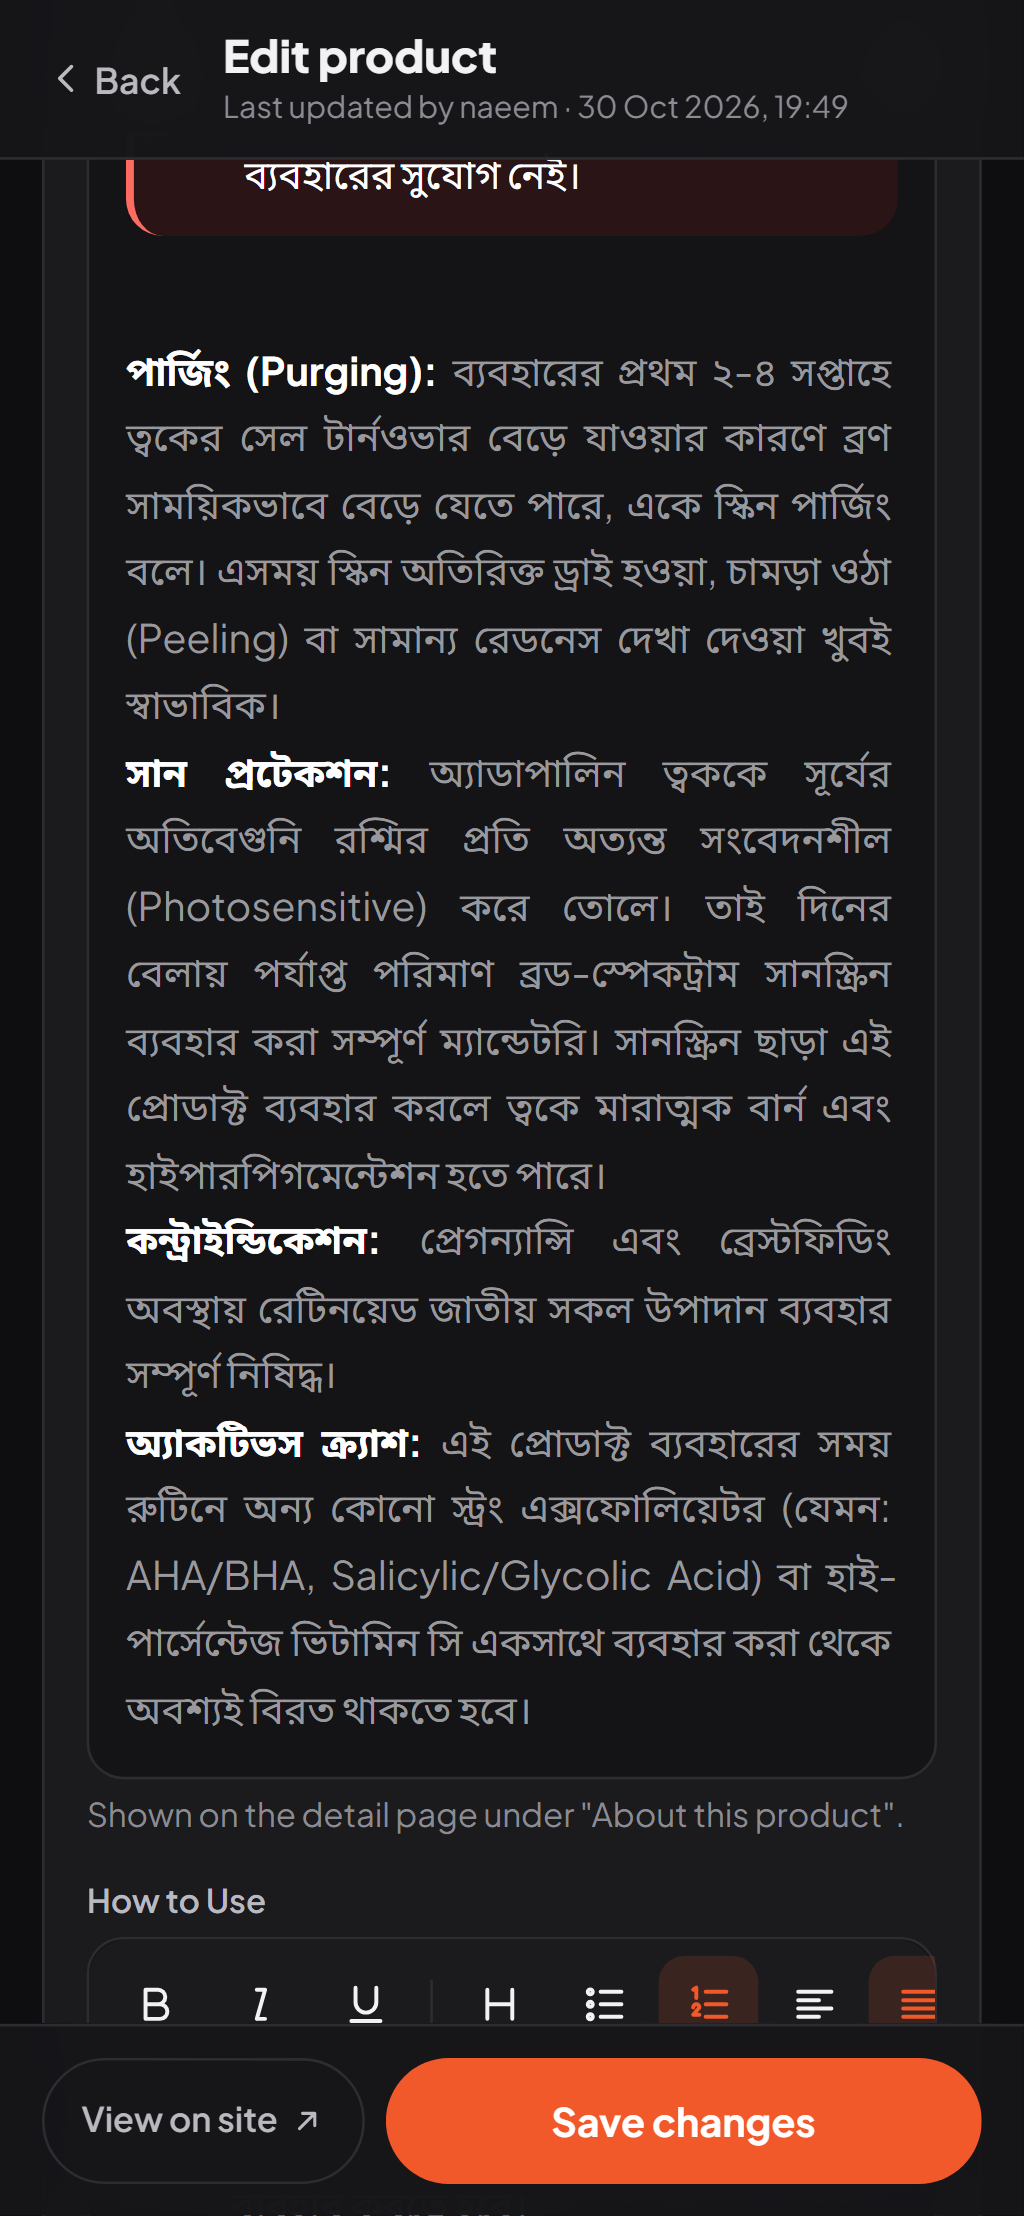 Back
Edit product
Last updated by naeem · 30 Oct 2026, 19:49
ব্যবহারের সুযোগ নেই।
পার্জিং (Purging): ব্যবহারের প্রথম ২-৪ সপ্তাহে
ত্বকের সেল টার্নওভার বেড়ে যাওয়ার কারণে ব্রণ
সাময়িকভাবে বেড়ে যেতে পারে, একে স্কিন পার্জিং
বলে। এসময় স্কিন অতিরিক্ত ড্রাই হওয়া, চামড়া ওঠা
(Peeling) বা সামান্য রেডনেস দেখা দেওয়া খুবই
স্বাভাবিক।
সান প্রটেকশন: অ্যাডাপালিন ত্বককে সূর্যের
অতিবেগুনি রশ্মির প্রতি অত্যন্ত সংবেদনশীল
(Photosensitive) করে তোলে। তাই দিনের
বেলায় পর্যাপ্ত পরিমাণ ব্রড-স্পেকট্রাম সানস্ক্রিন
ব্যবহার করা সম্পূর্ণ ম্যান্ডেটরি। সানস্ক্রিন ছাড়া এই
প্রোডাক্ট ব্যবহার করলে ত্বকে মারাত্মক বার্ন এবং
হাইপারপিগমেন্টেশন হতে পারে।
কন্ট্রাইন্ডিকেশন: প্রেগন্যান্সি এবং ব্রেস্টফিডিং
অবস্থায় রেটিনয়েড জাতীয় সকল উপাদান ব্যবহার
সম্পূর্ণ নিষিদ্ধ।
অ্যাকটিভস ক্র্যাশ: এই প্রোডাক্ট ব্যবহারের সময়
রুটিনে অন্য কোনো স্ট্রং এক্সফোলিয়েটর (যেমন:
AHA/BHA, Salicylic/Glycolic Acid) বা হাই-
পার্সেন্টেজ ভিটামিন সি একসাথে ব্যবহার করা থেকে
অবশ্যই বিরত থাকতে হবে।
Shown on the detail page under "About this product".
How to Use
B I U H
View on site ↗
Save changes